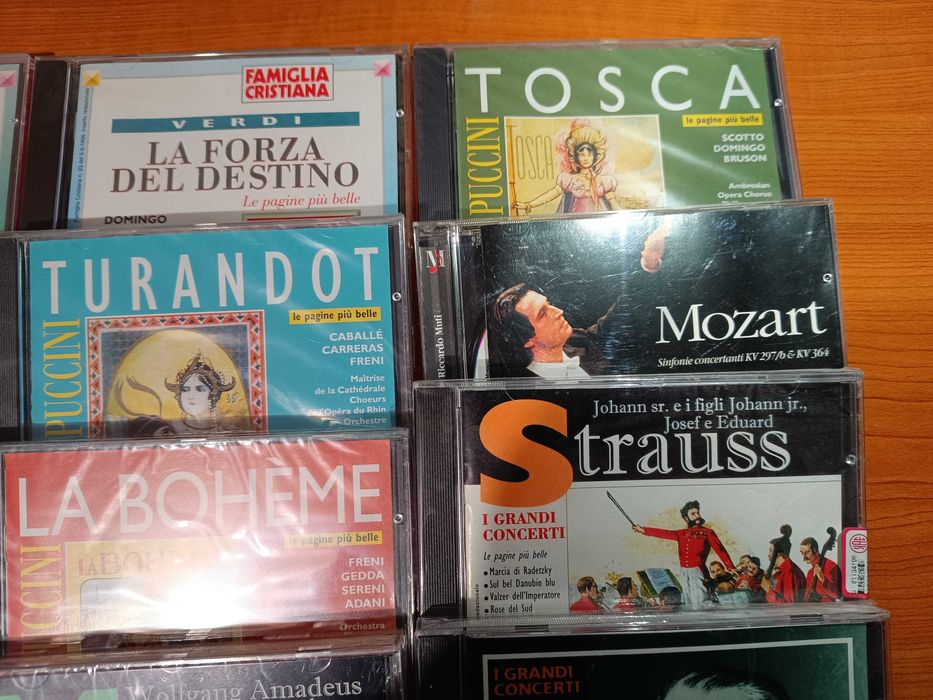 FAMIGLIA
CRISTIANA
VERDI
LA FORZA
DEL DESTINO
Le pagine più belle
DOMINGO
TOSCA
le pagine più belle
PUCCINI
TOSCA
SCOTTO
DOMINGO
BRUSON
Ambrosian
Opera Chorus
TURANDOT
le pagine più belle
PUCCINI
CABALLÉ
CARRERAS
FRENI
Maîtrise
de la Cathédrale
Choeurs
de l'Opéra du Rhin
Orchestre
35-
Riccardo Muti
Mozart
Sinfonie concertanti KV 297/b & KV 364
LA BOHEME
le pagine più belle
FRENI
GEDDA
SERENI
ADANI
Orchestra
Johann sr. e i figli Johann jr.,
Josef e Eduard
Strauss
I GRANDI
CONCERTI
Le pagine più belle
• Marcia di Radetzky
• Sul bel Danubio blu
• Valzer dell'Imperatore
• Rose del Sud
Wolfgang Amadeus
I GRANDI
CONCERTI